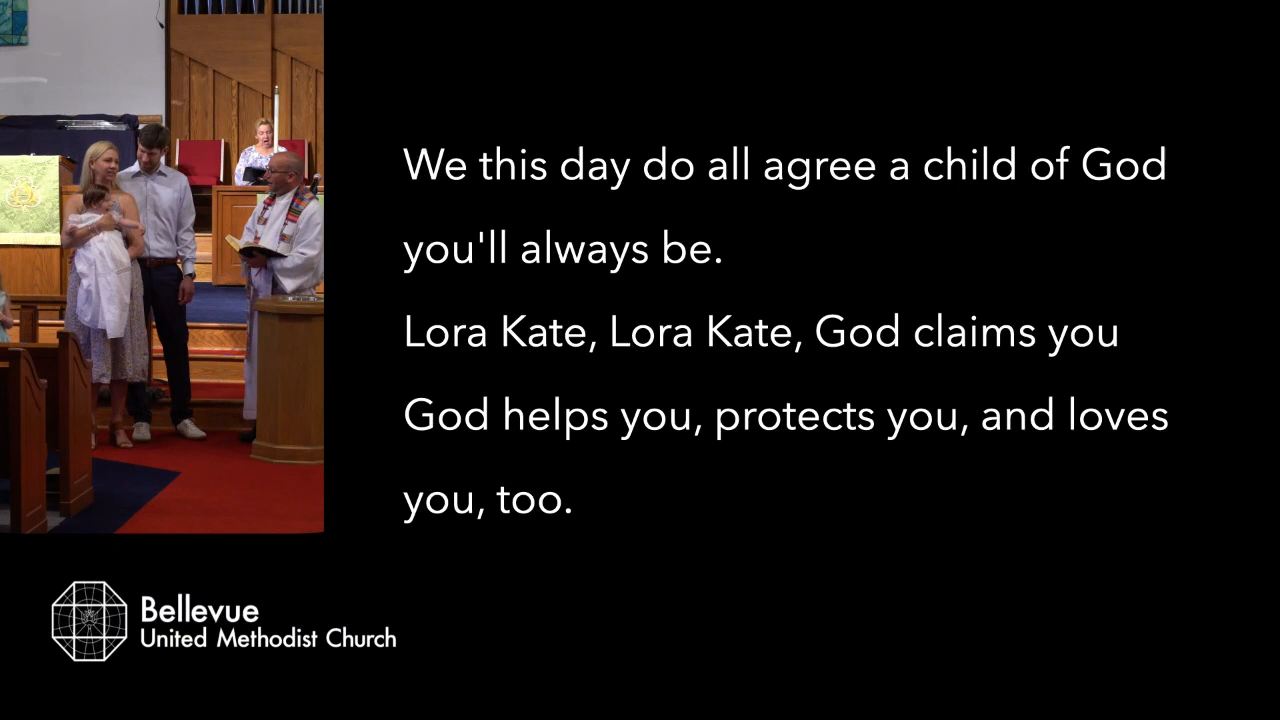 We this day do all agree a child of God
you'll always be.
Lora Kate, Lora Kate, God claims you
God helps you, protects you, and loves
you, too.
Bellevue
United Methodist Church